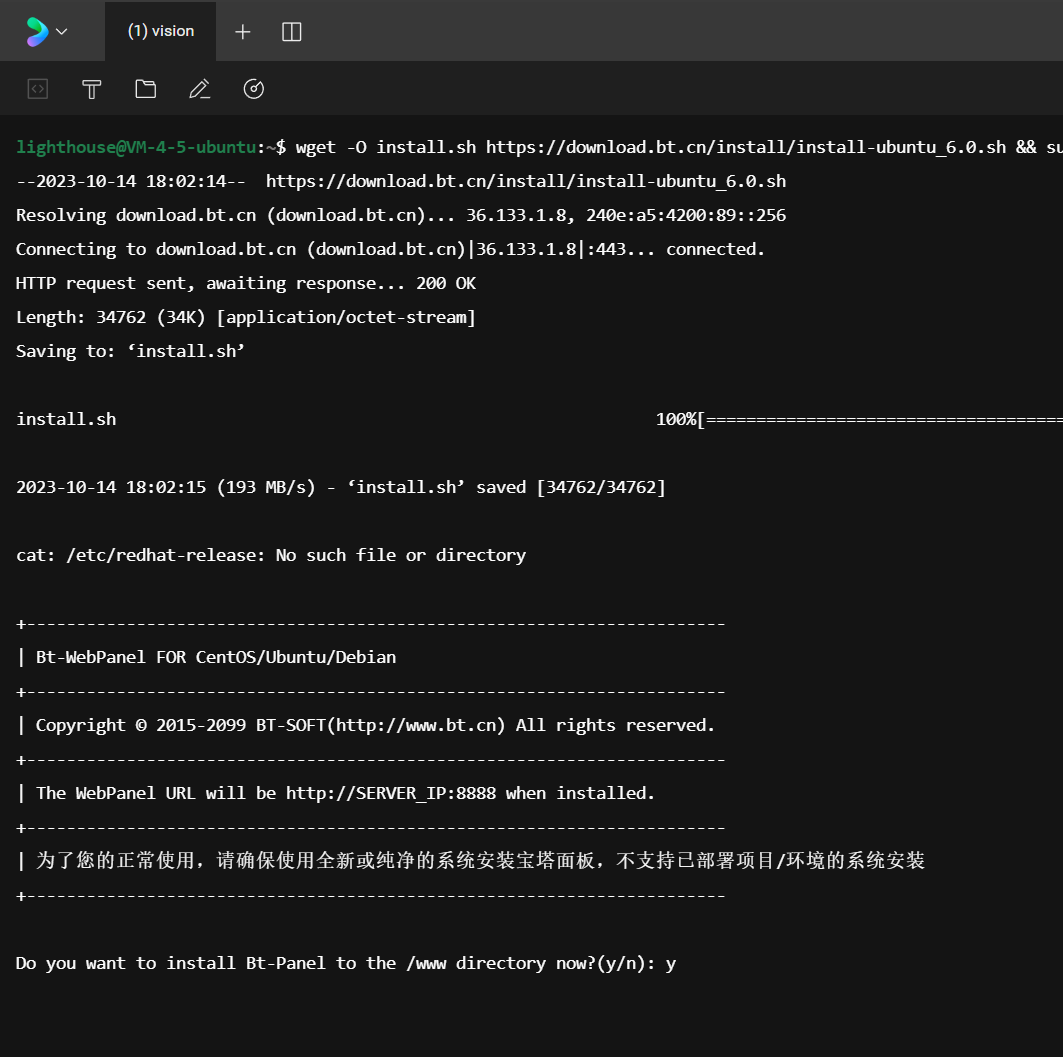 (1) vision
lighthouse@VM-4-5-ubuntu:~$ wget -O install.sh https://download.bt.cn/install/install-ubuntu_6.0.sh && su
--2023-10-14 18:02:14--  https://download.bt.cn/install/install-ubuntu_6.0.sh
Resolving download.bt.cn (download.bt.cn)... 36.133.1.8, 240e:a5:4200:89::256
Connecting to download.bt.cn (download.bt.cn)|36.133.1.8|:443... connected.
HTTP request sent, awaiting response... 200 OK
Length: 34762 (34K) [application/octet-stream]
Saving to: ‘install.sh’
install.sh 100%[====================================
2023-10-14 18:02:15 (193 MB/s) - ‘install.sh’ saved [34762/34762]
cat: /etc/redhat-release: No such file or directory
+----------------------------------------------------------------------
| Bt-WebPanel FOR CentOS/Ubuntu/Debian
+----------------------------------------------------------------------
| Copyright © 2015-2099 BT-SOFT(http://www.bt.cn) All rights reserved.
+----------------------------------------------------------------------
| The WebPanel URL will be http://SERVER_IP:8888 when installed.
+----------------------------------------------------------------------
| 为了您的正常使用，请确保使用全新或纯净的系统安装宝塔面板，不支持已部署项目/环境的系统安装
+----------------------------------------------------------------------
Do you want to install Bt-Panel to the /www directory now?(y/n): y